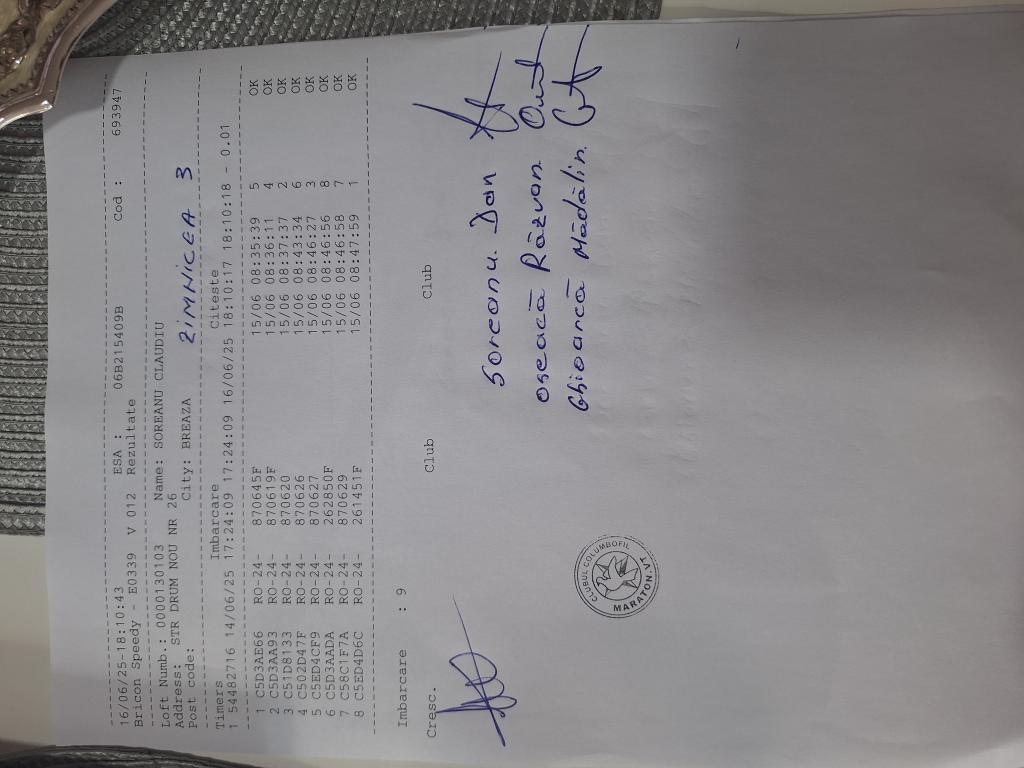 16/06/25-18:10:43 ESA : 06B215409B Cod : 693947
Bricon Speedy - E0339 V 012 Rezultate
Loft Numb.: 0000130103 Name: SOREANU CLAUDIU
Address: STR DRUM NOU NR 26
Post code: City: BREAZA ZIMNICEA 3
Timers Imbarcare Citeste
1 54482716 14/06/25 17:24:09 17:24:09 16/06/25 18:10:17 18:10:18 - 0.01
1 C5D3AE66 RO-24- 870645F 15/06 08:35:39 5 OK
2 C5D3AA93 RO-24- 870619F 15/06 08:36:11 4 OK
3 C51D8133 RO-24- 870620 15/06 08:37:37 2 OK
4 C502D47F RO-24- 870626 15/06 08:43:34 6 OK
5 C5ED4CF9 RO-24- 870627 15/06 08:46:27 3 OK
6 C5D3AADA RO-24- 262850F 15/06 08:46:56 8 OK
7 C58C1F7A RO-24- 870629 15/06 08:46:58 7 OK
8 C5ED4D6C RO-24- 261451F 15/06 08:47:59 1 OK
Imbarcare : 9
Cresc. Club Club
Soreanu Dan
Oseacă Răzvan
Ghioarcă Mădălin
CLUBUL COLUMBOFIL
MARATON.VT